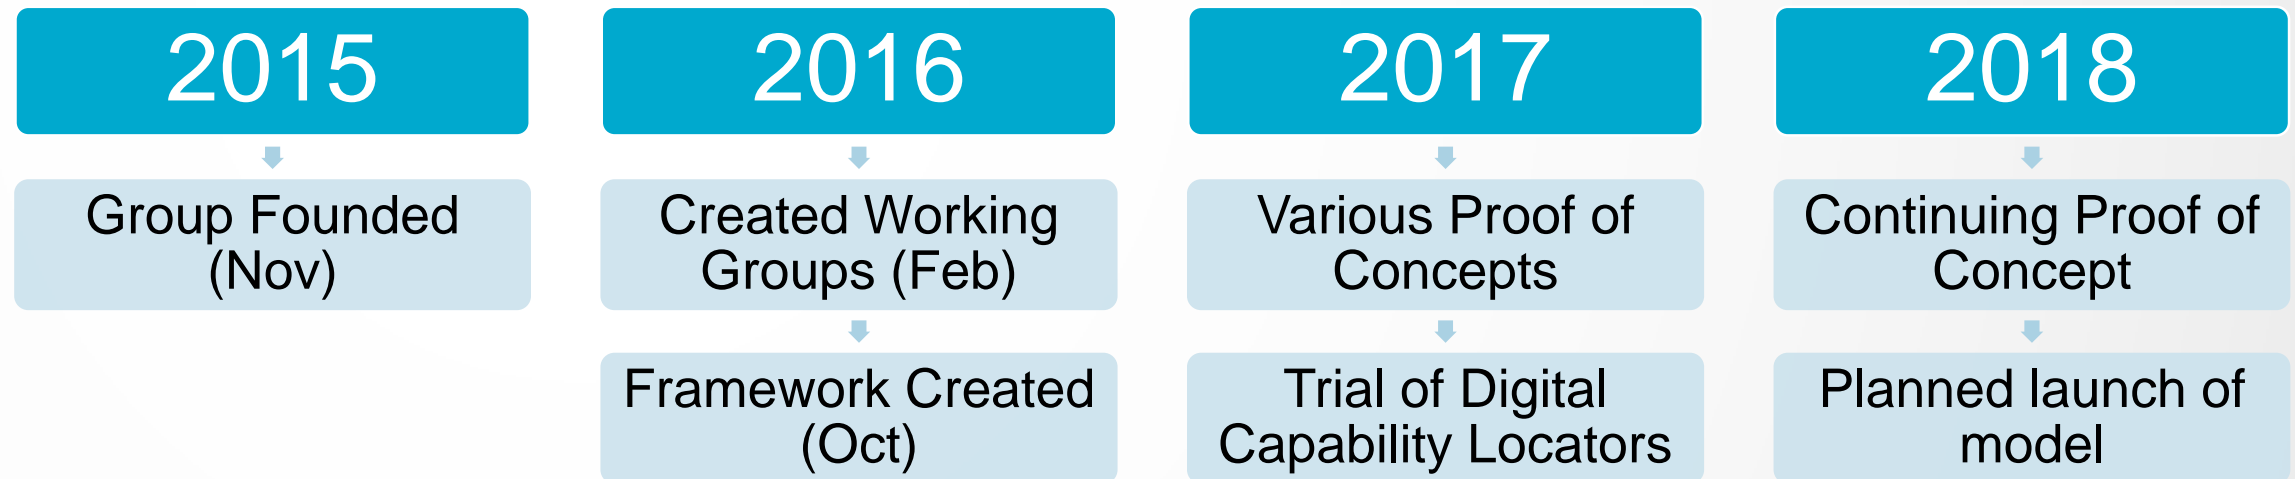 2015
Group Founded
(Nov)
2016
Created Working
Groups (Feb)
Framework Created
(Oct)
2017
Various Proof of
Concepts
Trial of Digital
Capability Locators
2018
Continuing Proof of
Concept
Planned launch of
model